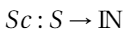 Sc : S → ℕ